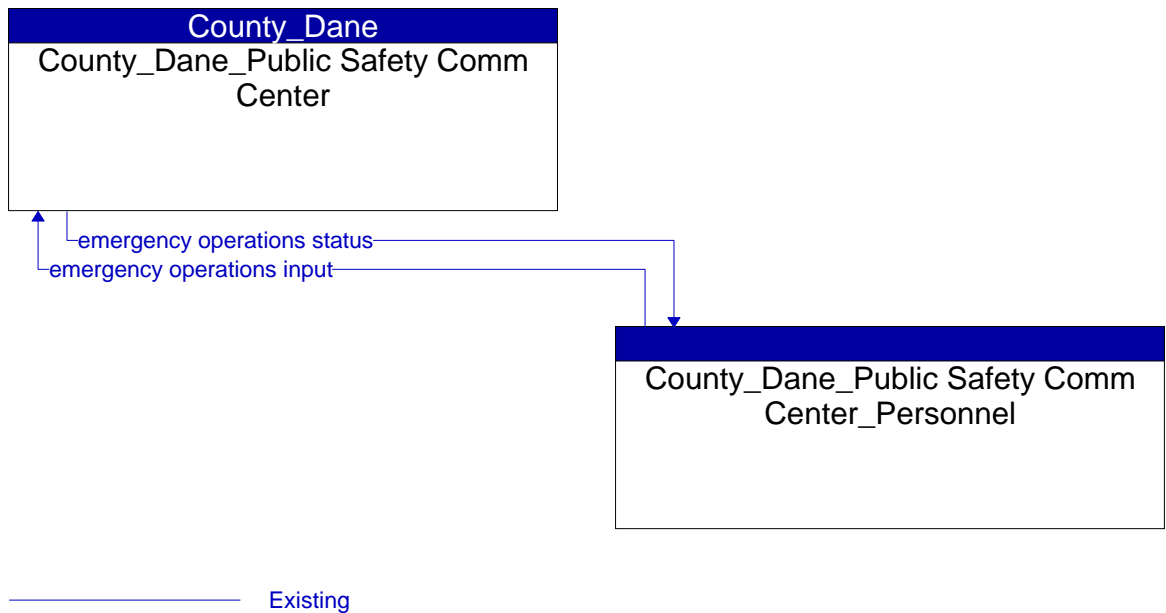 County_Dane
County_Dane_Public Safety Comm
Center
emergency operations status
emergency operations input
County_Dane_Public Safety Comm
Center_Personnel
Existing